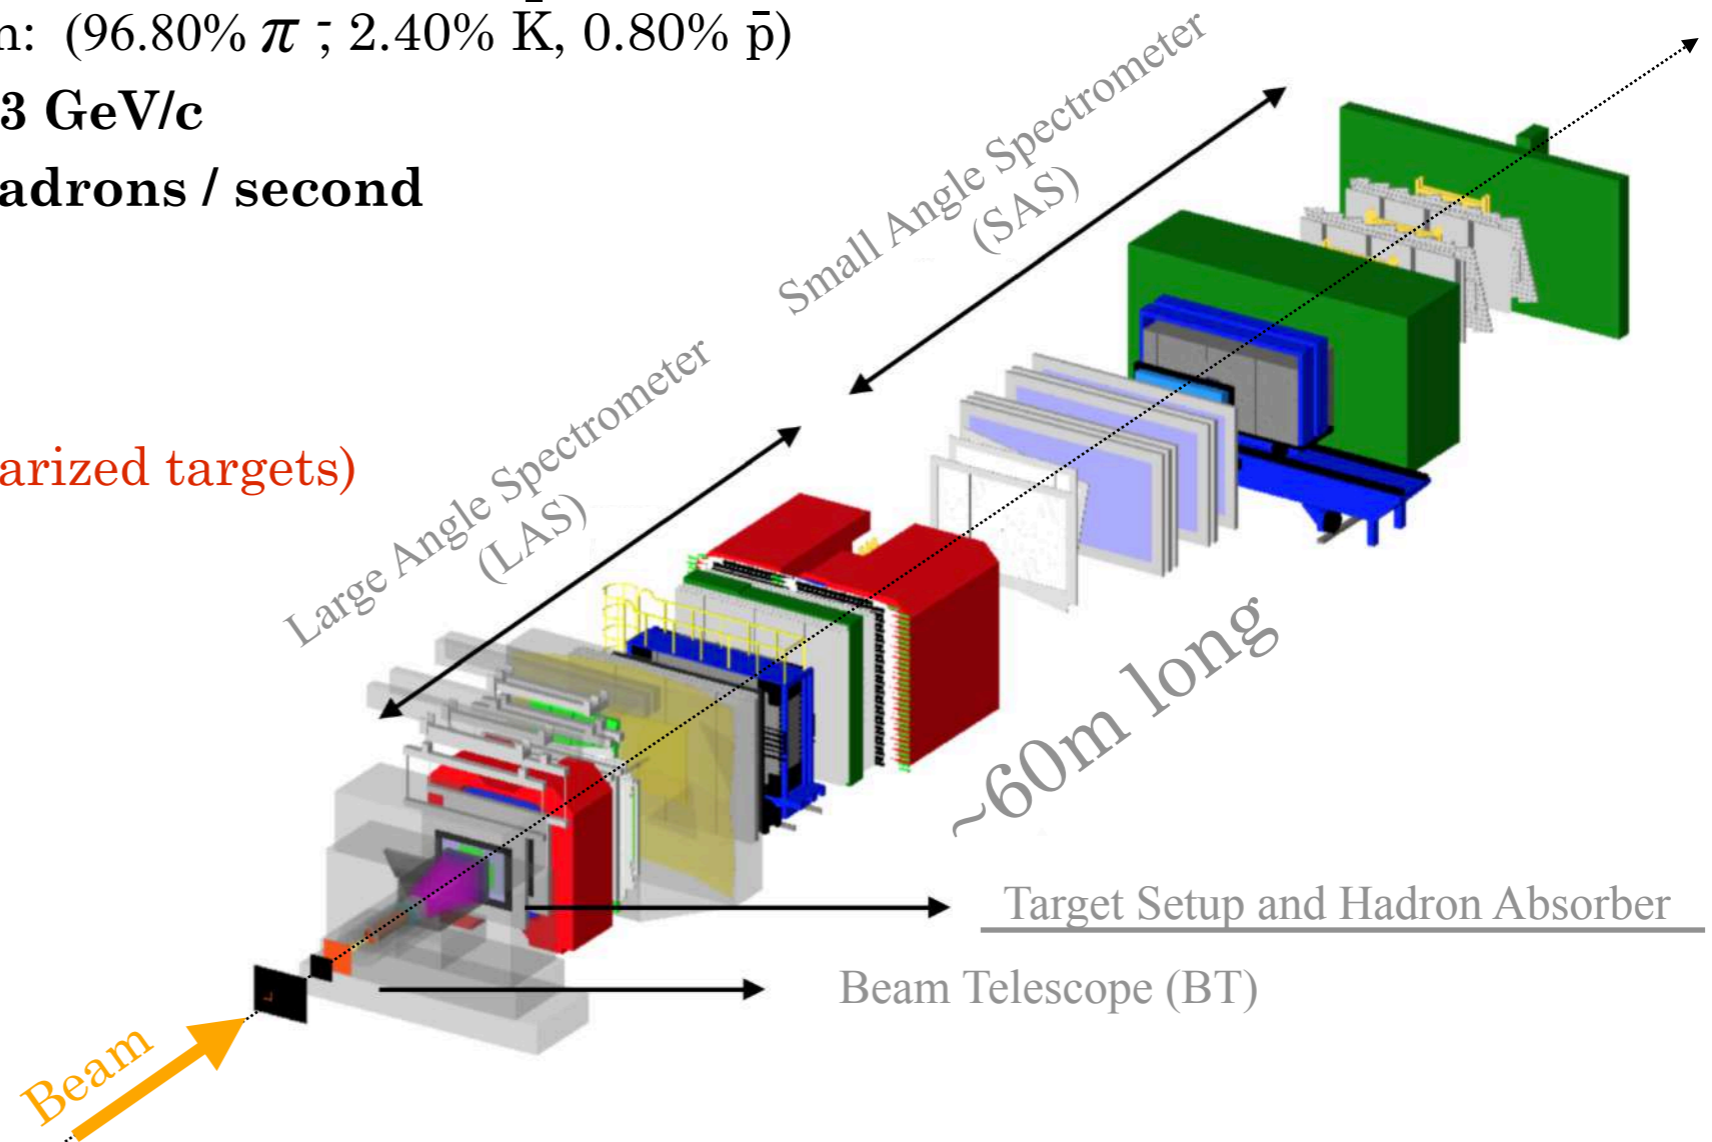 n: (96.80% π⁻; 2.40% K̄, 0.80% p̄)
3 GeV/c
adrons / second
arized targets)
Small Angle Spectrometer
(SAS)
Large Angle Spectrometer
(LAS)
~60m long
Target Setup and Hadron Absorber
Beam Telescope (BT)
Beam